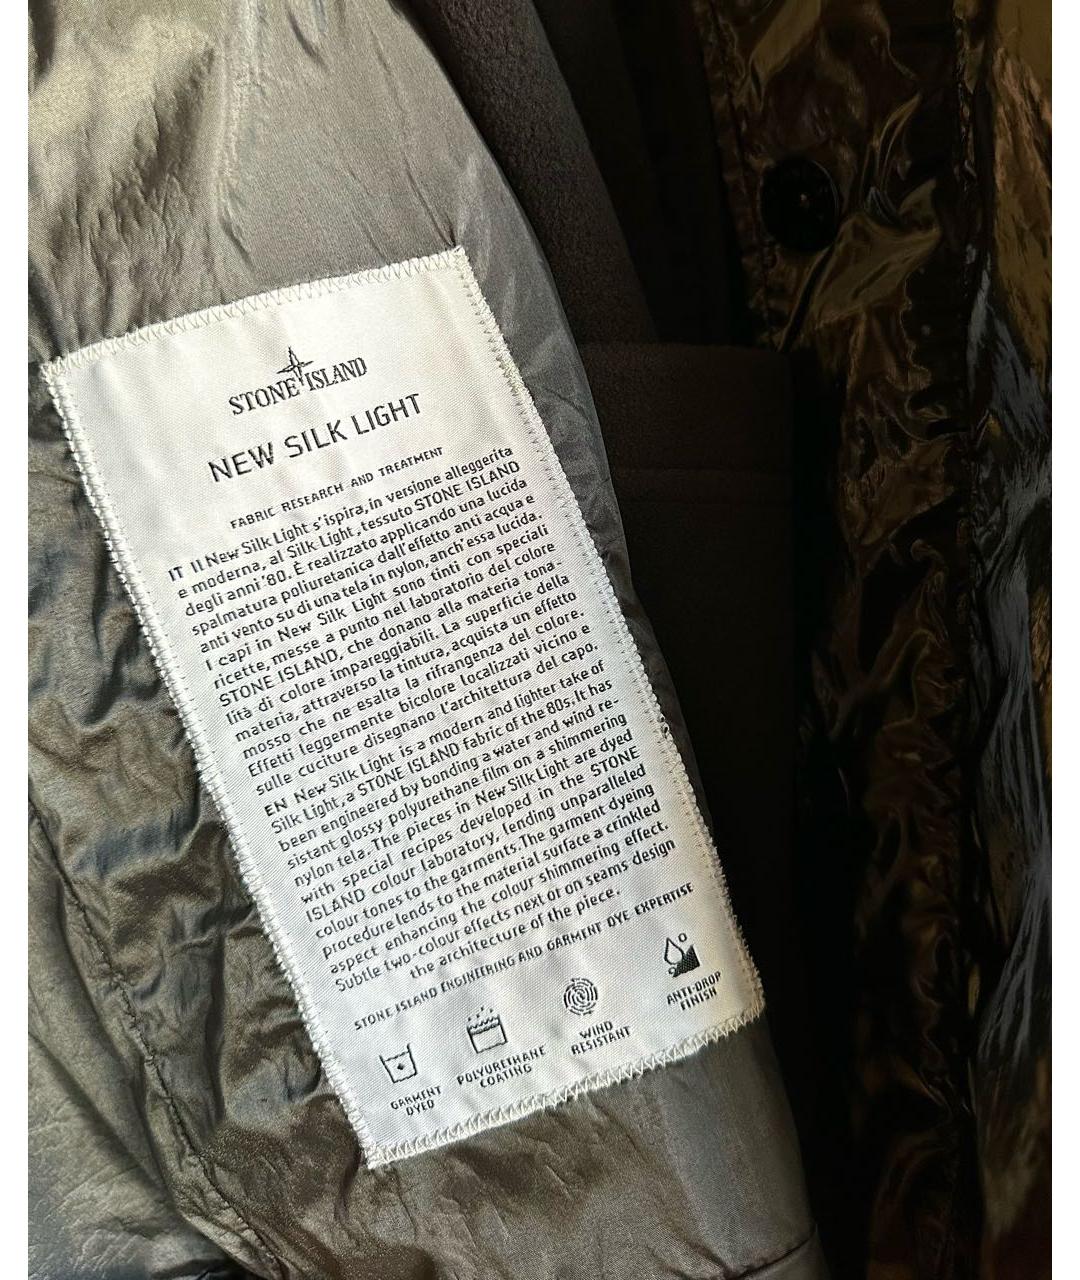 STONE ISLAND
NEW SILK LIGHT
FABRIC RESEARCH AND TREATMENT
IT Il New Silk Light s'ispira, in versione alleggerita
e moderna, al Silk Light, tessuto STONE ISLAND
degli anni '80. È realizzato applicando una lucida
spalmatura poliuretanica dall'effetto anti acqua e
anti vento su di una tela in nylon, anch'essa lucida.
I capi in New Silk Light sono tinti con speciali
ricette, messe a punto nel laboratorio del colore
STONE ISLAND, che donano alla materia tona-
lità di colore impareggiabili. La superficie della
materia, attraverso la tintura, acquista un effetto
mosso che ne esalta la rifrangenza del colore.
Effetti leggermente bicolore localizzati vicino e
sulle cuciture disegnano l'architettura del capo.
EN New Silk Light is a modern and lighter take of
Silk Light, a STONE ISLAND fabric of the 80s. It has
been engineered by bonding a water and wind re-
sistant glossy polyurethane film on a shimmering
nylon tela. The pieces in New Silk Light are dyed
with special recipes developed in the STONE
ISLAND colour laboratory, lending unparalleled
colour tones to the garments. The garment dyeing
procedure lends to the material surface a crinkled
aspect enhancing the colour shimmering effect.
Subtle two-colour effects next or on seams design
the architecture of the piece.
STONE ISLAND ENGINEERING AND GARMENT DYE EXPERTISE
GARMENT
DYED
POLYURETHANE
COATING
WIND
RESISTANT
ANTI-DROP
FINISH